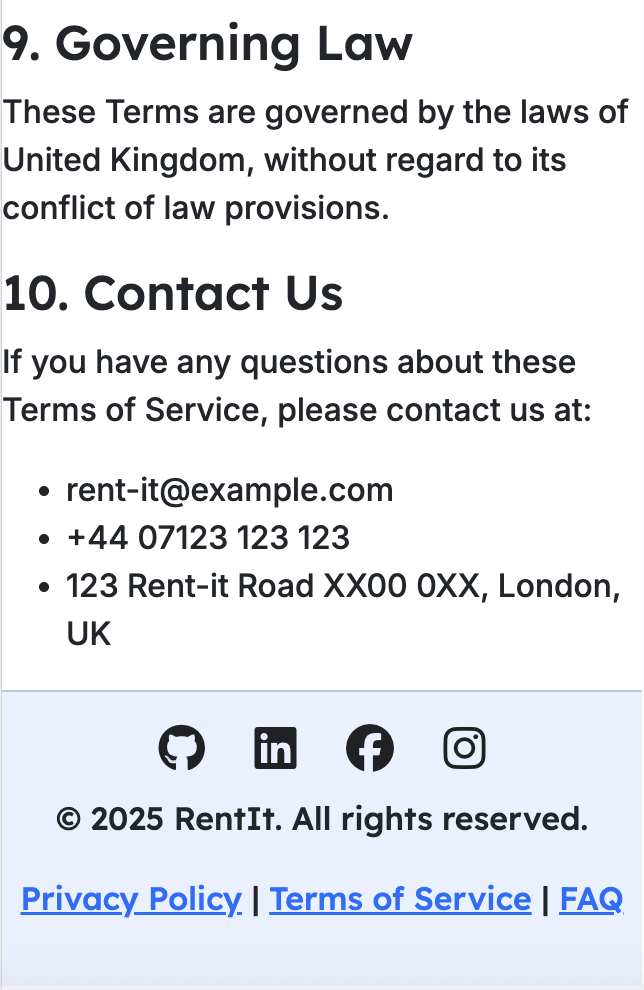 9. Governing Law
These Terms are governed by the laws of
United Kingdom, without regard to its
conflict of law provisions.
10. Contact Us
If you have any questions about these
Terms of Service, please contact us at:
• rent-it@example.com
• +44 07123 123 123
• 123 Rent-it Road XX00 0XX, London,
UK
in
© 2025 RentIt. All rights reserved.
Privacy Policy | Terms of Service | FAQ